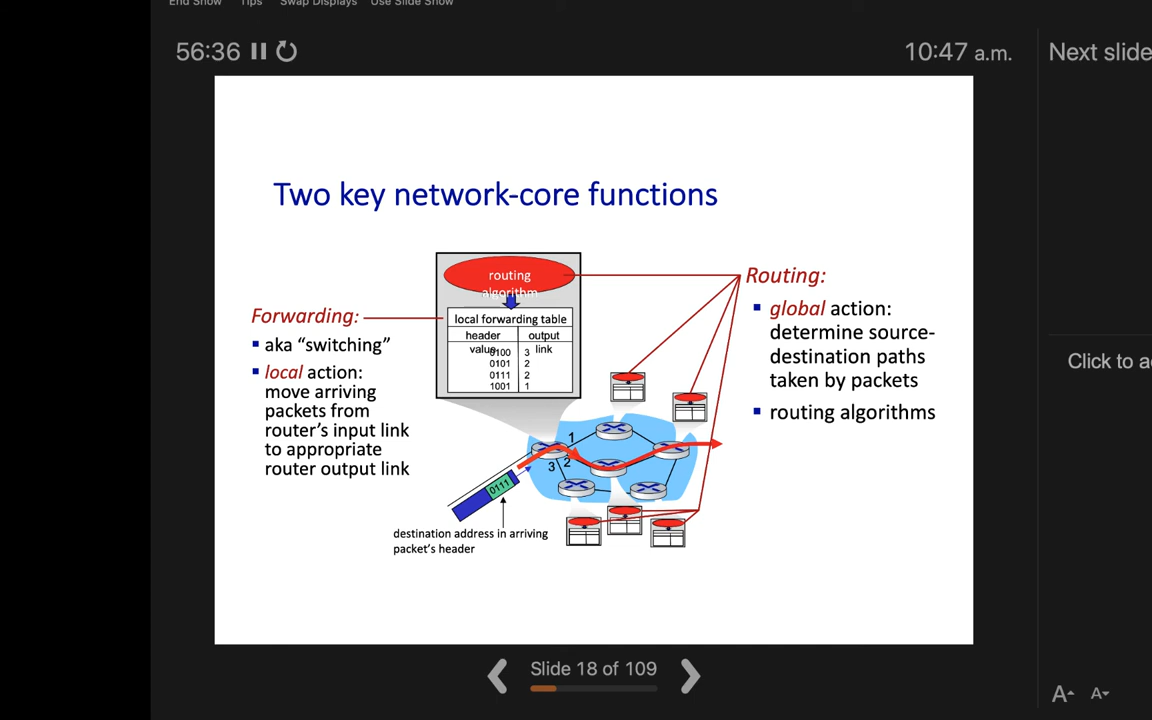 End Show Tips Swap Displays Use Slide Show
56:36
10:47 a.m.
Next slide
Two key network-core functions
routing
algorithm
local forwarding table
header
value
output
link
0100 3
0101 2
0111 2
1001 1
Forwarding:
▪ aka “switching”
▪ local action:
move arriving
packets from
router’s input link
to appropriate
router output link
Routing:
▪ global action:
determine source-
destination paths
taken by packets
▪ routing algorithms
1
2
3
0111
destination address in arriving
packet’s header
Click to a
Slide 18 of 109
A A